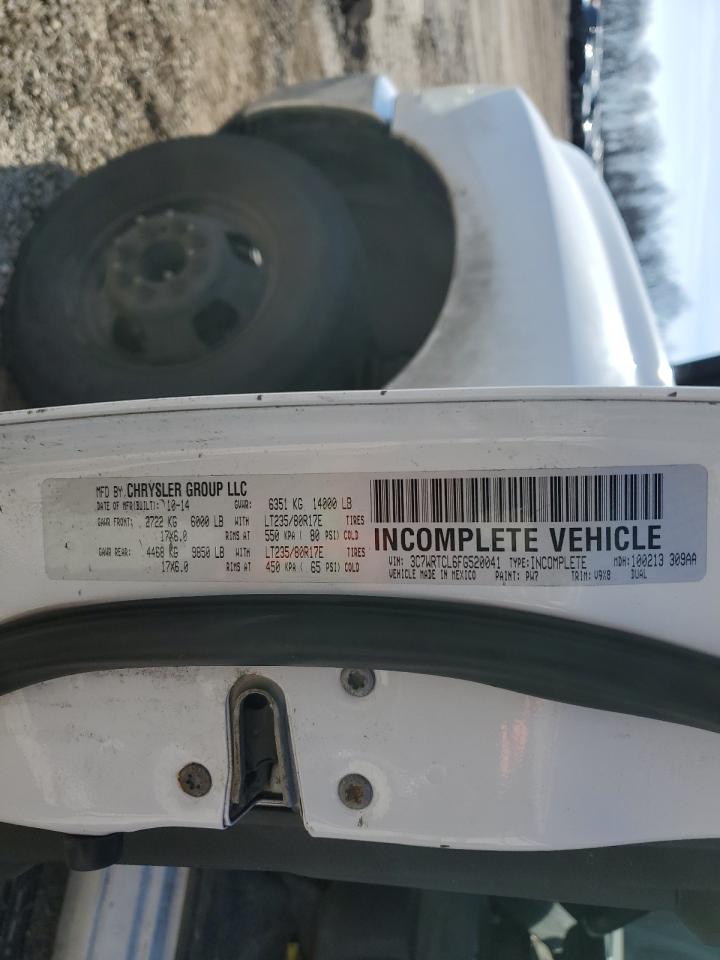 MFD BY: CHRYSLER GROUP LLC
DATE OF MFR(BUILT): 10-14 GVWR: 6351 KG 14000 LB
GAWR FRONT: 2722 KG 6000 LB WITH LT235/80R17E TIRES
17X6.0 RIMS AT 550 KPA ( 80 PSI) COLD
GAWR REAR: 4468 KG 9850 LB WITH LT235/80R17E TIRES
17X6.0 RIMS AT 450 KPA ( 65 PSI) COLD
INCOMPLETE VEHICLE
VIN: 3C7WRTCL6FG520041 TYPE: INCOMPLETE MDH: 100213 309AA
VEHICLE MADE IN MEXICO PAINT: PW7 TRIM: V9X8 DUAL